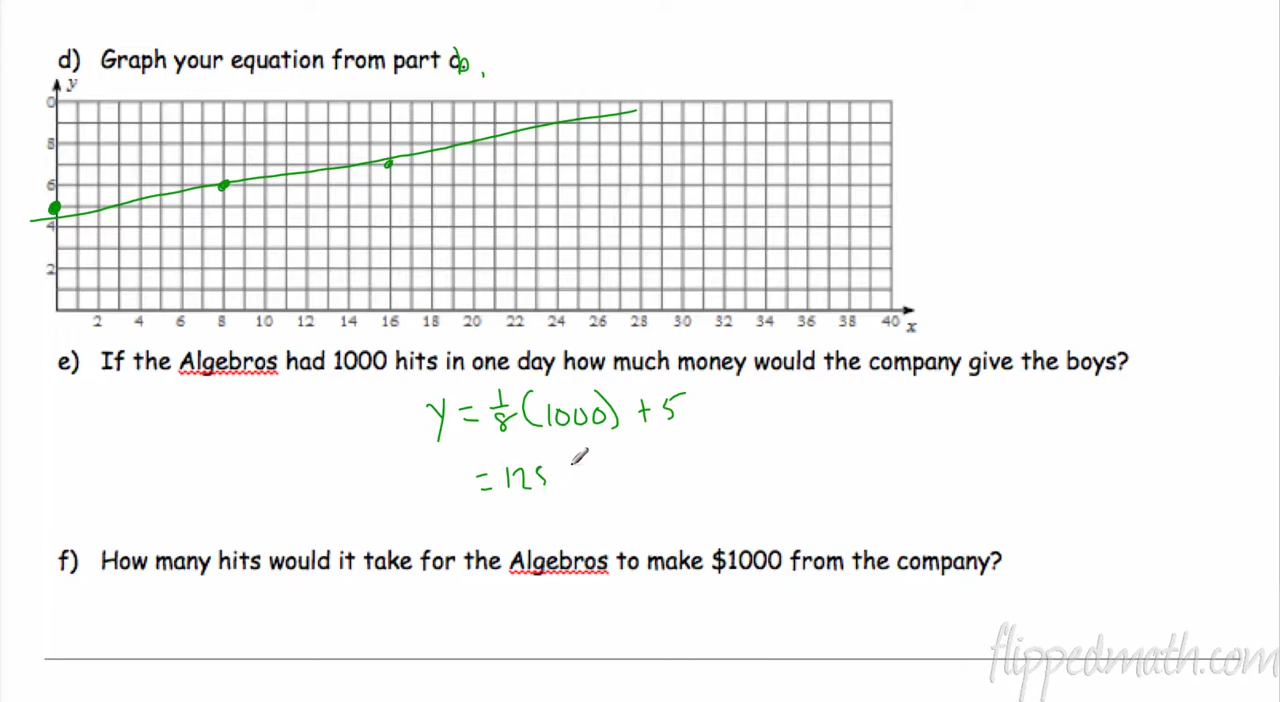 d) Graph your equation from part b.
y
0
8
6
4
2
2 4 6 8 10 12 14 16 18 20 22 24 26 28 30 32 34 36 38 40 x
e) If the Algebros had 1000 hits in one day how much money would the company give the boys?
y = 1/8 (1000) + 5
= 125
f) How many hits would it take for the Algebros to make $1000 from the company?
flippedmath.com